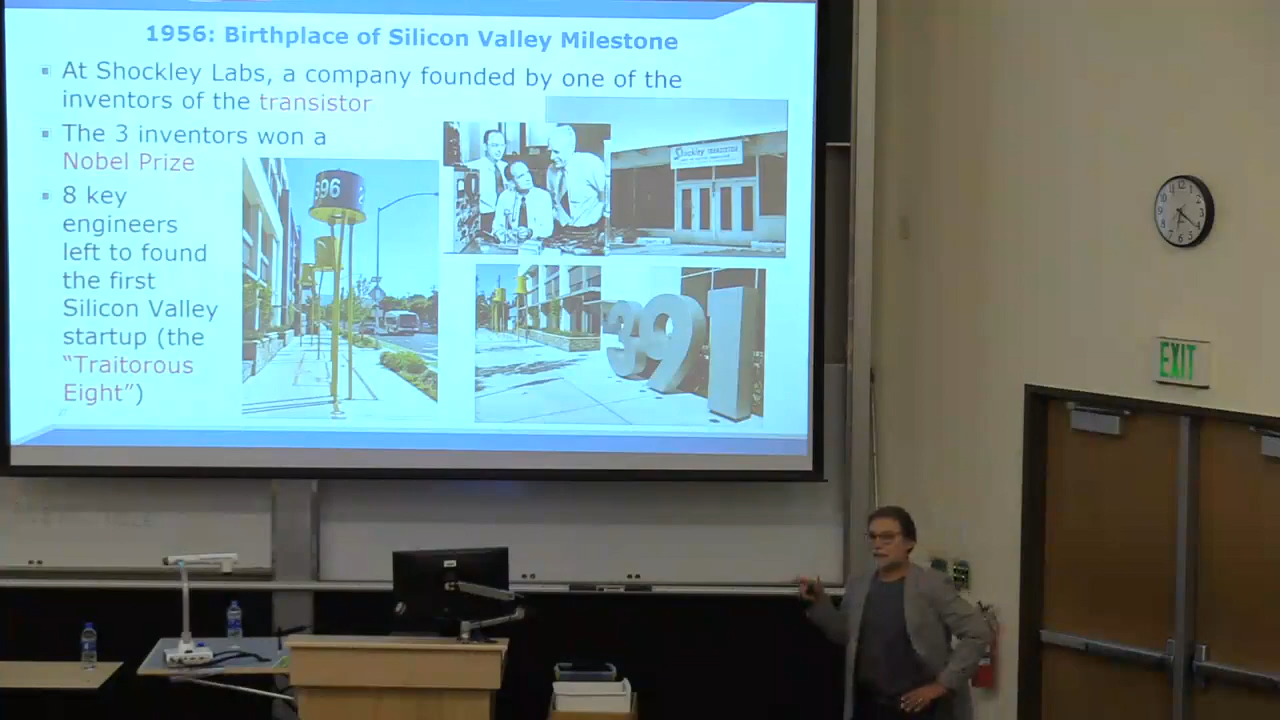 1956: Birthplace of Silicon Valley Milestone
At Shockley Labs, a company founded by one of the
inventors of the transistor
The 3 inventors won a
Nobel Prize
8 key
engineers
left to found
the first
Silicon Valley
startup (the
“Traitorous
Eight”)
696
Shockley
391
EXIT